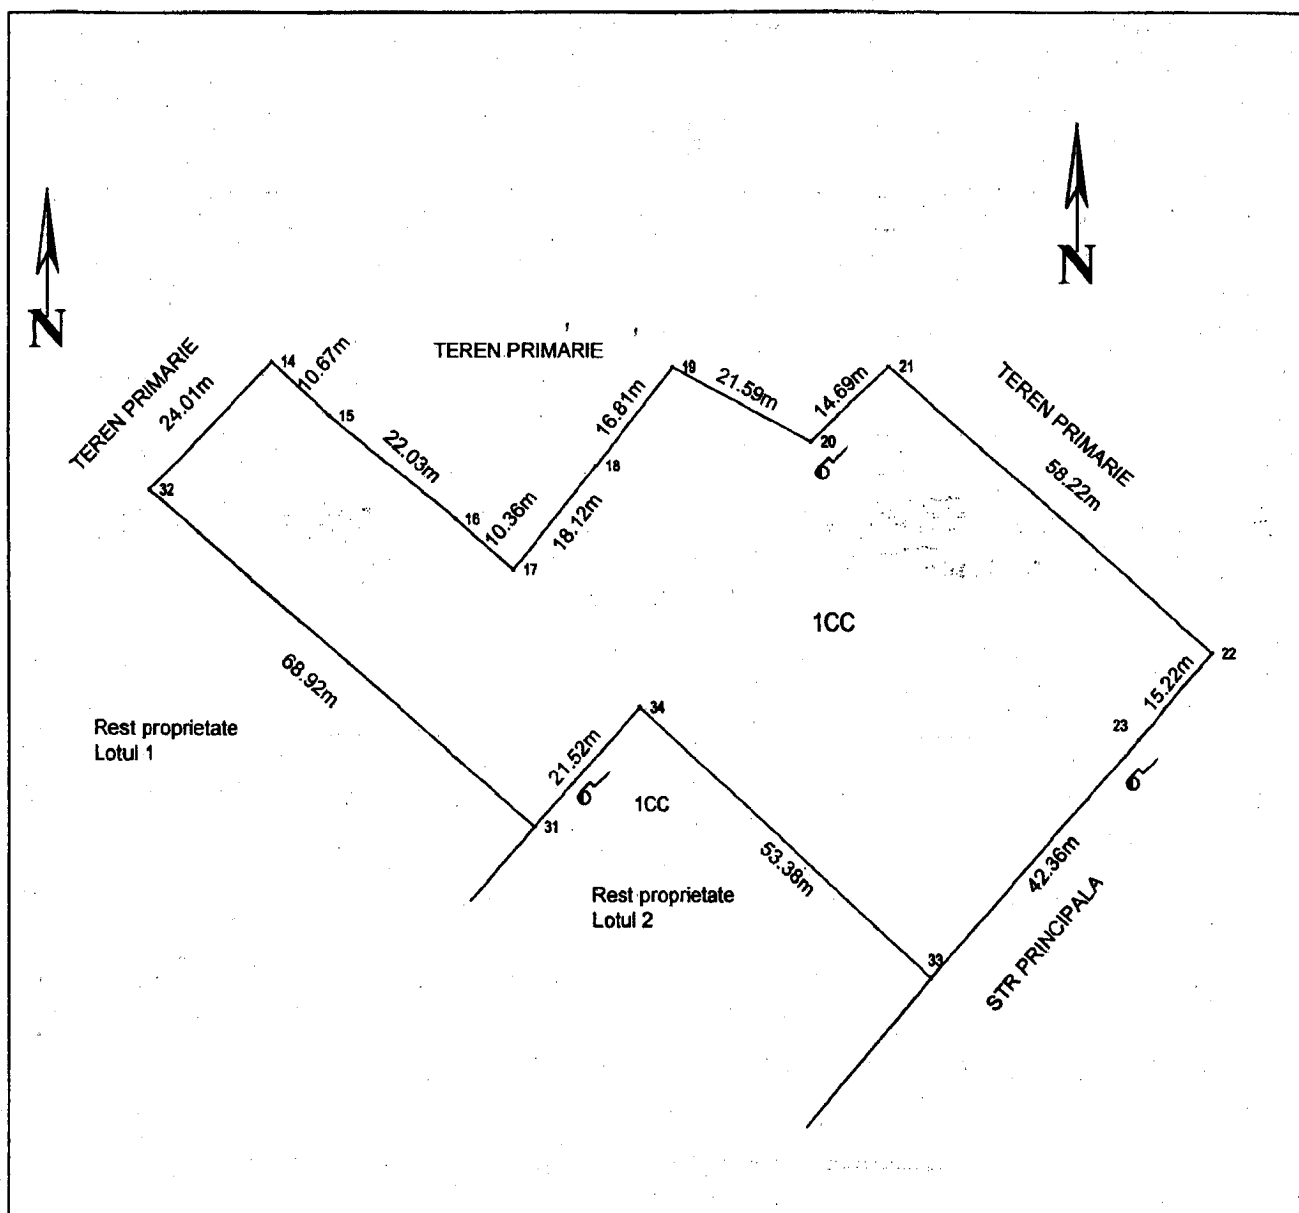 N
N
TEREN PRIMARIE
24.01m
14
10.67m
15
22.03m
16
10.36m
17
TEREN PRIMARIE
18.12m
18
16.81m
19
21.59m
20
14.69m
21
TEREN PRIMARIE
58.22m
22
15.22m
23
1CC
32
68.92m
Rest proprietate
Lotul 1
31
21.52m
34
1CC
53.38m
Rest proprietate
Lotul 2
33
42.36m
STR PRINCIPALA